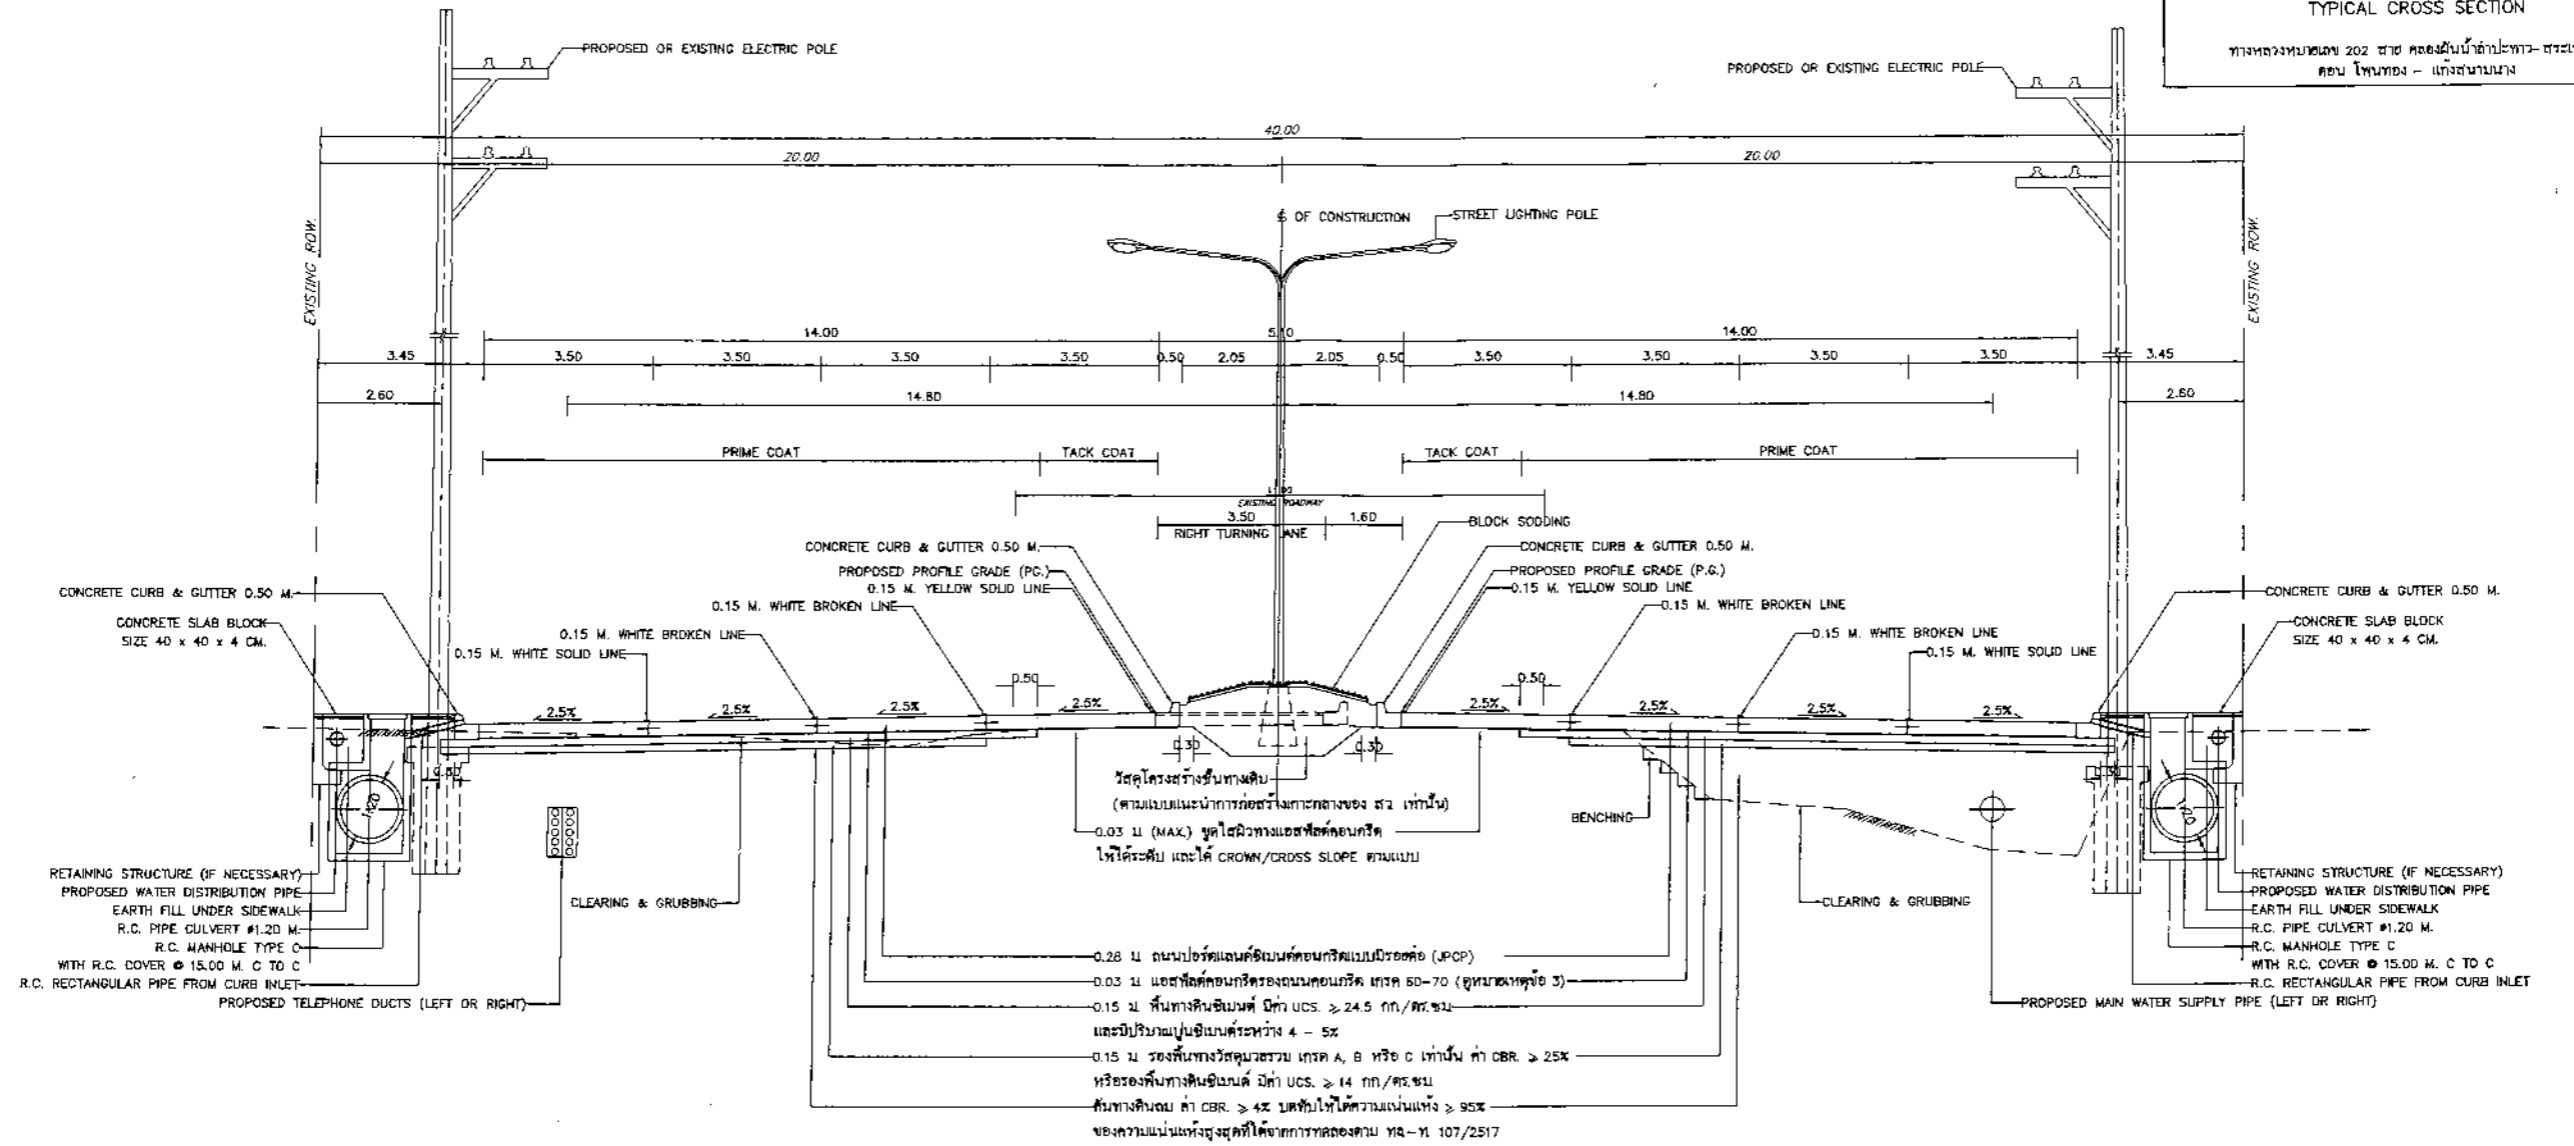 TYPICAL CROSS SECTION
ทางหลวงหมายเลข 202 สาย คลองผันน้ำลำปะทาว-สระ
ตอน โพนทอง - แก้งสนามนาง
PROPOSED OR EXISTING ELECTRIC POLE
PROPOSED OR EXISTING ELECTRIC POLE
40.00
20.00
20.00
℄ OF CONSTRUCTION
STREET LIGHTING POLE
EXISTING ROW.
EXISTING ROW.
14.00
5.10
14.00
3.45
3.50
3.50
3.50
3.50
0.50
2.05
2.05
0.50
3.50
3.50
3.50
3.50
3.45
2.60
14.80
14.80
2.60
PRIME COAT
TACK COAT
TACK COAT
PRIME COAT
EXISTING ROADWAY
3.50
1.60
RIGHT TURNING LANE
BLOCK SODDING
CONCRETE CURB & GUTTER 0.50 M.
CONCRETE CURB & GUTTER 0.50 M.
PROPOSED PROFILE GRADE (PG.)
PROPOSED PROFILE GRADE (P.G.)
0.15 M. YELLOW SOLID LINE
0.15 M. YELLOW SOLID LINE
CONCRETE CURB & GUTTER 0.50 M.
CONCRETE CURB & GUTTER 0.50 M.
0.15 M. WHITE BROKEN LINE
0.15 M. WHITE BROKEN LINE
CONCRETE SLAB BLOCK
SIZE 40 x 40 x 4 CM.
CONCRETE SLAB BLOCK
SIZE 40 x 40 x 4 CM.
0.15 M. WHITE BROKEN LINE
0.15 M. WHITE BROKEN LINE
0.15 M. WHITE SOLID LINE
0.15 M. WHITE SOLID LINE
0.50
0.50
2.5%
2.5%
2.5%
2.5%
2.5%
2.5%
2.5%
2.5%
0.30
0.30
วัสดุโครงสร้างชั้นทางเดิม
(ตามแบบแนะนำการก่อสร้างเกาะกลางของ สว. เท่านั้น)
0.03 ม (MAX.) ขูดไสผิวทางแอสฟัลต์คอนกรีต
ให้ได้ระดับ และได้ CROWN/CROSS SLOPE ตามแบบ
BENCHING
1.20
RETAINING STRUCTURE (IF NECESSARY)
PROPOSED WATER DISTRIBUTION PIPE
EARTH FILL UNDER SIDEWALK
R.C. PIPE CULVERT ø1.20 M.
R.C. MANHOLE TYPE C
WITH R.C. COVER @ 15.00 M. C TO C
R.C. RECTANGULAR PIPE FROM CURB INLET
PROPOSED TELEPHONE DUCTS (LEFT OR RIGHT)
CLEARING & GRUBBING
CLEARING & GRUBBING
RETAINING STRUCTURE (IF NECESSARY)
PROPOSED WATER DISTRIBUTION PIPE
EARTH FILL UNDER SIDEWALK
R.C. PIPE CULVERT ø1.20 M.
R.C. MANHOLE TYPE C
WITH R.C. COVER @ 15.00 M. C TO C
R.C. RECTANGULAR PIPE FROM CURB INLET
PROPOSED MAIN WATER SUPPLY PIPE (LEFT OR RIGHT)
0.28 ม. ถนนปอร์ตแลนด์ซีเมนต์คอนกรีตแบบมีรอยต่อ (JPCP)
0.03 ม แอสฟัลต์คอนกรีตรองถนนคอนกรีต เกรด 60-70 (ดูหมายเหตุข้อ 3)
0.15 ม. พื้นทางดินซีเมนต์ มีค่า UCS. ≥ 24.5 กก/ตร.ซม
และมีปริมาณปูนซีเมนต์ระหว่าง 4 - 5%
0.15 ม รองพื้นทางวัสดุมวลรวม เกรด A, B หรือ C เท่านั้น ค่า CBR. ≥ 25%
หรือรองพื้นทางดินซีเมนต์ มีค่า UCS. ≥ 14 กก/ตร.ซม
คันทางดินถม ค่า CBR. ≥ 4% บดทับให้ได้ความแน่นแห้ง ≥ 95%
ของความแน่นแห้งสูงสุดที่ได้จากการทดลองตาม ทล-ท. 107/2517